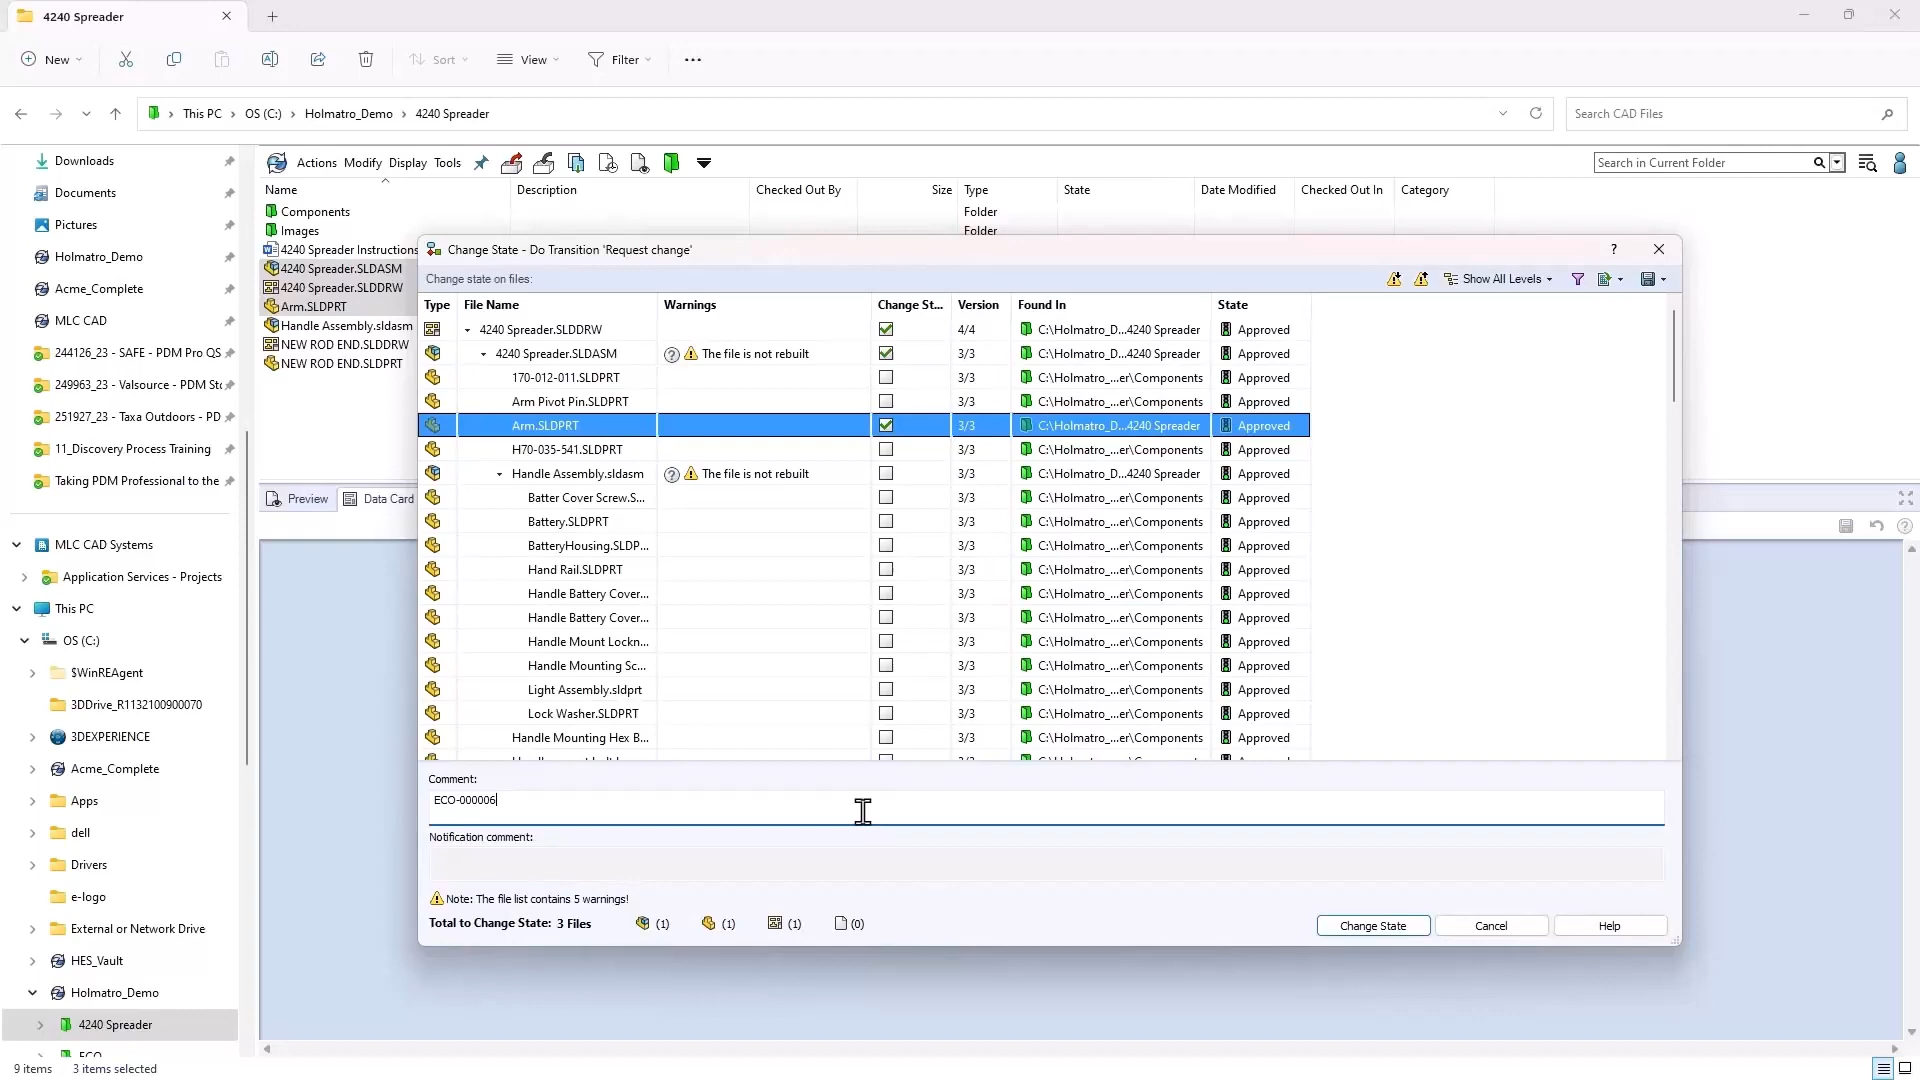 4240 Spreader
New
Sort
View
Filter
This PC
OS (C:)
Holmatro_Demo
4240 Spreader
Search CAD Files
Downloads
Documents
Pictures
Holmatro_Demo
Acme_Complete
MLC CAD
244126_23 - SAFE - PDM Pro QS
249963_23 - Valsource - PDM Sto
251927_23 - Taxa Outdoors - PD
11_Discovery Process Training
Taking PDM Professional to the
MLC CAD Systems
Application Services - Projects
This PC
OS (C:)
$WinREAgent
3DDrive_R1132100900070
3DEXPERIENCE
Acme_Complete
Apps
dell
Drivers
e-logo
External or Network Drive
HES_Vault
Holmatro_Demo
4240 Spreader
ECO
9 items 3 items selected
Actions Modify Display Tools
Search in Current Folder
Name Description Checked Out By Size Type State Date Modified Checked Out In Category
Components Folder
Images Folder
4240 Spreader Instructions
4240 Spreader.SLDASM
4240 Spreader.SLDDRW
Arm.SLDPRT
Handle Assembly.sldasm
NEW ROD END.SLDDRW
NEW ROD END.SLDPRT
Preview Data Card
Change State - Do Transition 'Request change'
? 
Change state on files:
Show All Levels
Type File Name Warnings Change St... Version Found In State
4240 Spreader.SLDDRW 4/4 C:\Holmatro_D...4240 Spreader Approved
4240 Spreader.SLDASM ? The file is not rebuilt 3/3 C:\Holmatro_D...4240 Spreader Approved
170-012-011.SLDPRT 3/3 C:\Holmatro_...er\Components Approved
Arm Pivot Pin.SLDPRT 3/3 C:\Holmatro_...er\Components Approved
Arm.SLDPRT 3/3 C:\Holmatro_D...4240 Spreader Approved
H70-035-541.SLDPRT 3/3 C:\Holmatro_...er\Components Approved
Handle Assembly.sldasm ? The file is not rebuilt 3/3 C:\Holmatro_D...4240 Spreader Approved
Batter Cover Screw.S... 3/3 C:\Holmatro_...er\Components Approved
Battery.SLDPRT 3/3 C:\Holmatro_...er\Components Approved
BatteryHousing.SLDP... 3/3 C:\Holmatro_...er\Components Approved
Hand Rail.SLDPRT 3/3 C:\Holmatro_...er\Components Approved
Handle Battery Cover... 3/3 C:\Holmatro_...er\Components Approved
Handle Battery Cover... 3/3 C:\Holmatro_...er\Components Approved
Handle Mount Lockn... 3/3 C:\Holmatro_...er\Components Approved
Handle Mounting Sc... 3/3 C:\Holmatro_...er\Components Approved
Light Assembly.sldprt 3/3 C:\Holmatro_...er\Components Approved
Lock Washer.SLDPRT 3/3 C:\Holmatro_...er\Components Approved
Handle Mounting Hex B... 3/3 C:\Holmatro_...er\Components Approved
Comment:
ECO-000006
Notification comment:
Note: The file list contains 5 warnings!
Total to Change State: 3 Files (1) (1) (1) (0)
Change State Cancel Help